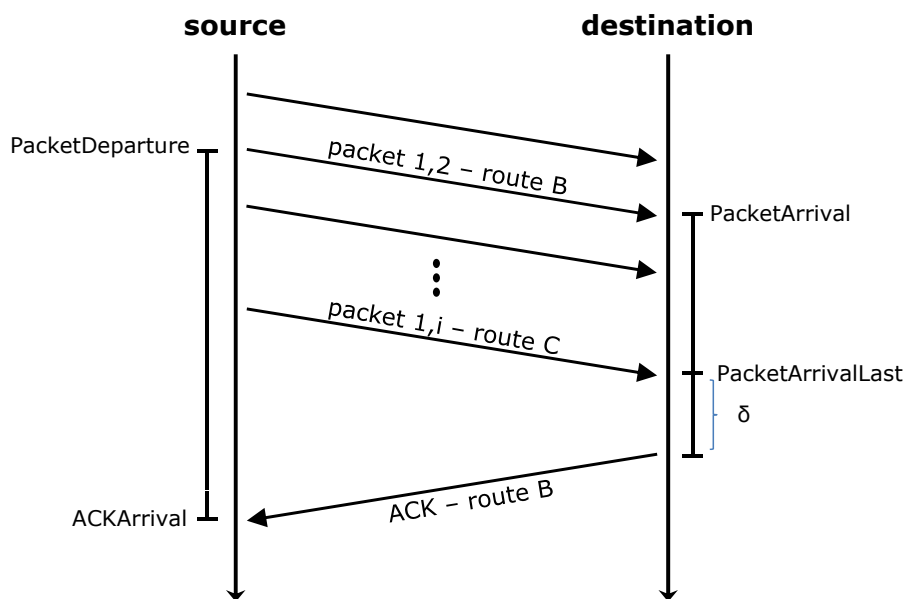 source
destination
PacketDeparture
packet 1,2 – route B
PacketArrival
packet 1,i – route C
PacketArrivalLast
δ
ACK – route B
ACKArrival